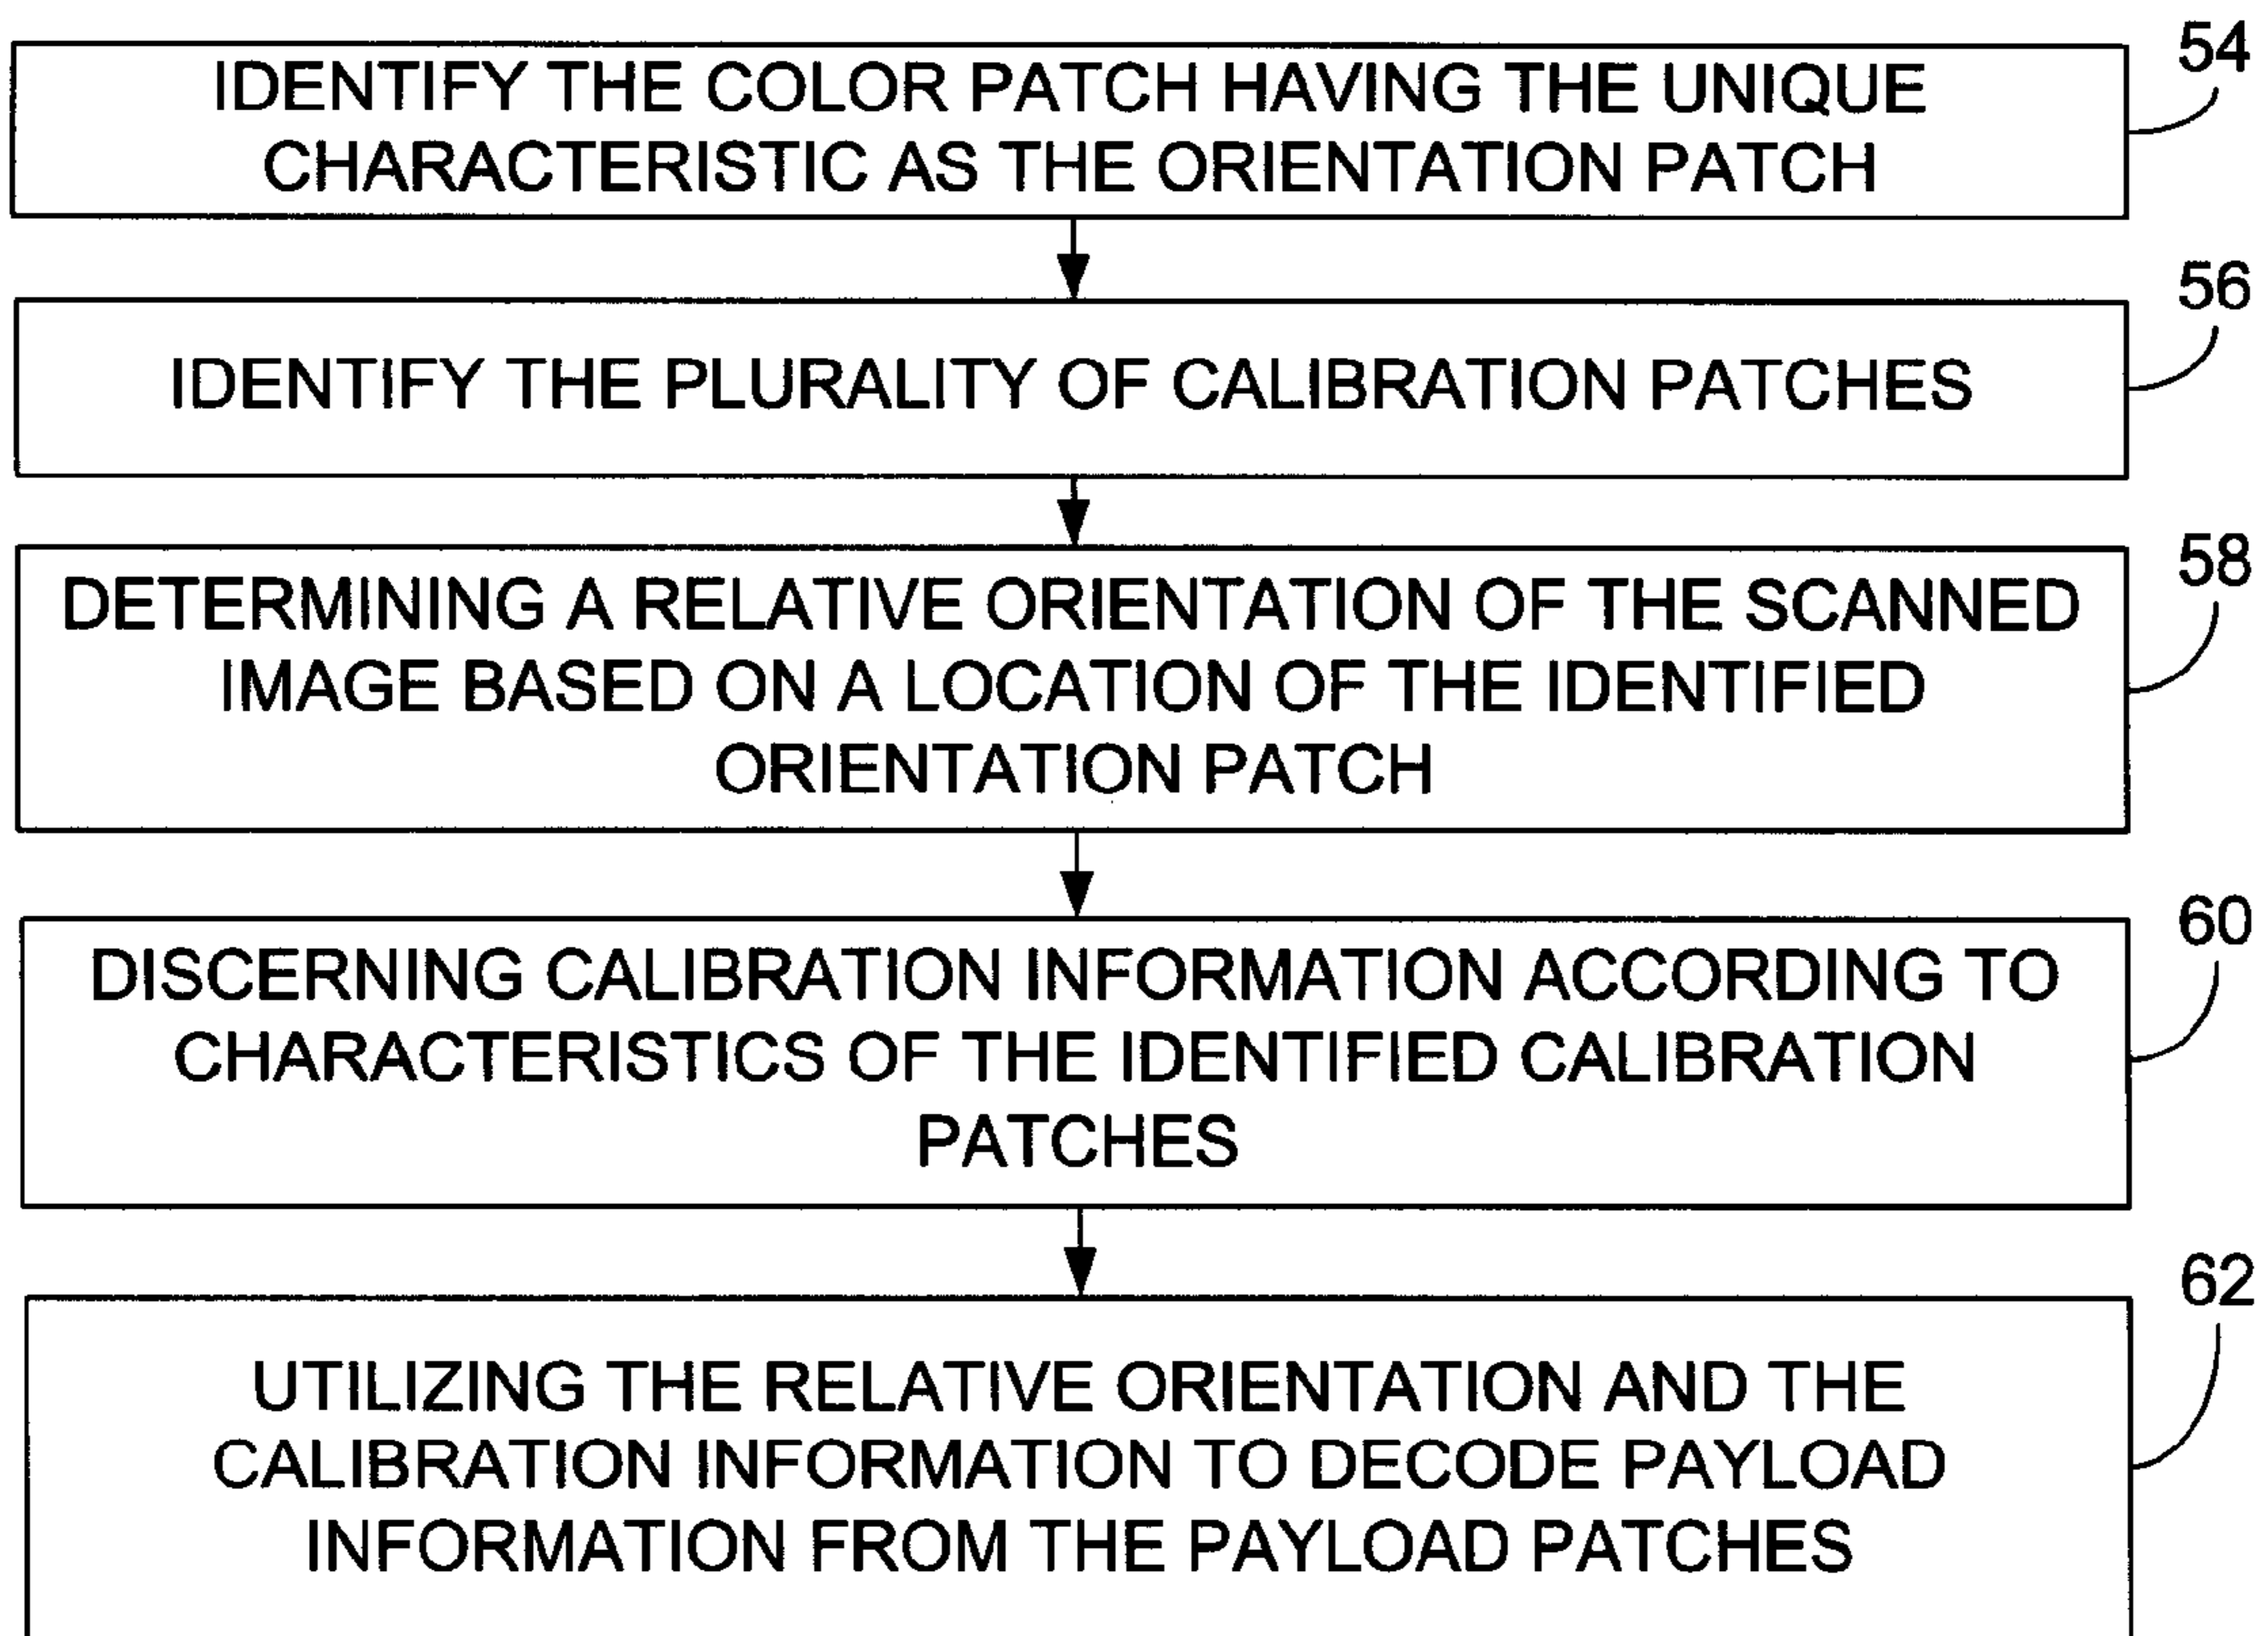 54
IDENTIFY THE COLOR PATCH HAVING THE UNIQUE
CHARACTERISTIC AS THE ORIENTATION PATCH
56
IDENTIFY THE PLURALITY OF CALIBRATION PATCHES
58
DETERMINING A RELATIVE ORIENTATION OF THE SCANNED
IMAGE BASED ON A LOCATION OF THE IDENTIFIED
ORIENTATION PATCH
60
DISCERNING CALIBRATION INFORMATION ACCORDING TO
CHARACTERISTICS OF THE IDENTIFIED CALIBRATION
PATCHES
62
UTILIZING THE RELATIVE ORIENTATION AND THE
CALIBRATION INFORMATION TO DECODE PAYLOAD
INFORMATION FROM THE PAYLOAD PATCHES